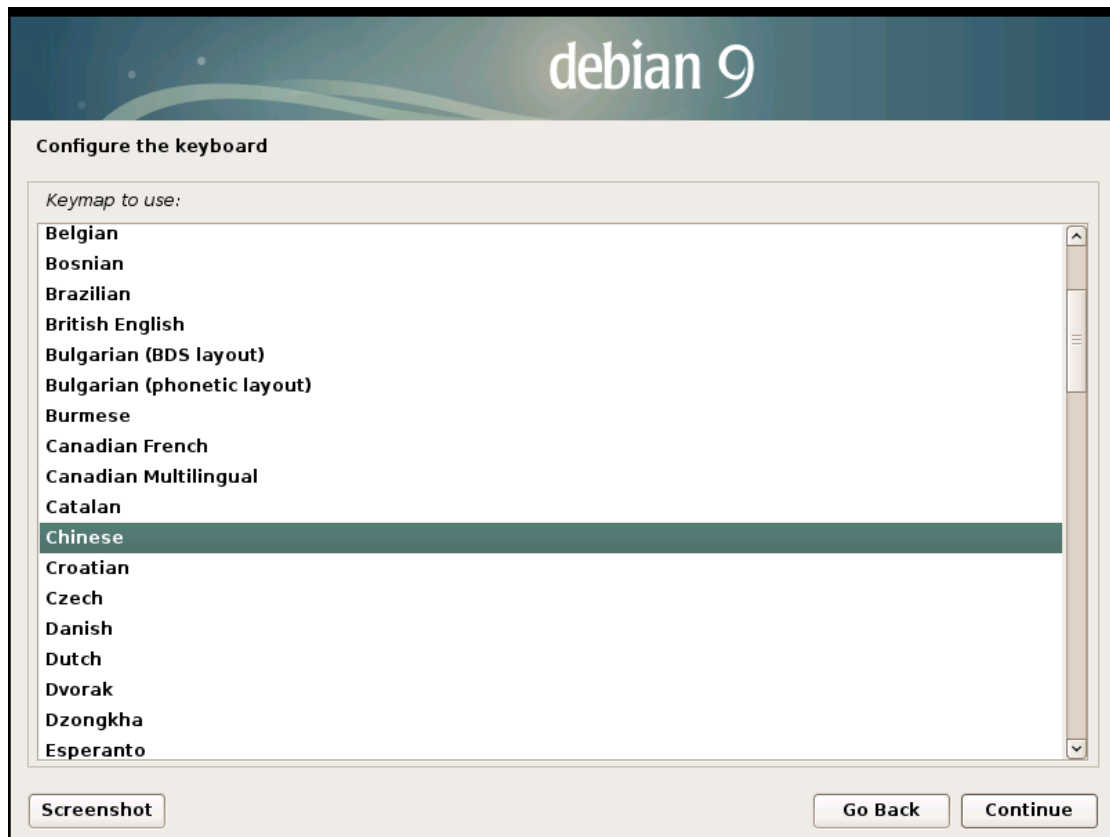 debian 9
Configure the keyboard
Keymap to use:
Belgian
Bosnian
Brazilian
British English
Bulgarian (BDS layout)
Bulgarian (phonetic layout)
Burmese
Canadian French
Canadian Multilingual
Catalan
Chinese
Croatian
Czech
Danish
Dutch
Dvorak
Dzongkha
Esperanto
Screenshot
Go Back
Continue